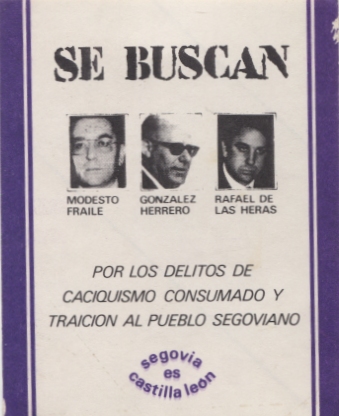 SE BUSCAN
MODESTO
FRAILE
GONZALEZ
HERRERO
RAFAEL DE
LAS HERAS
POR LOS DELITOS DE
CACIQUISMO CONSUMADO Y
TRAICION AL PUEBLO SEGOVIANO
segovia
es
castilla león